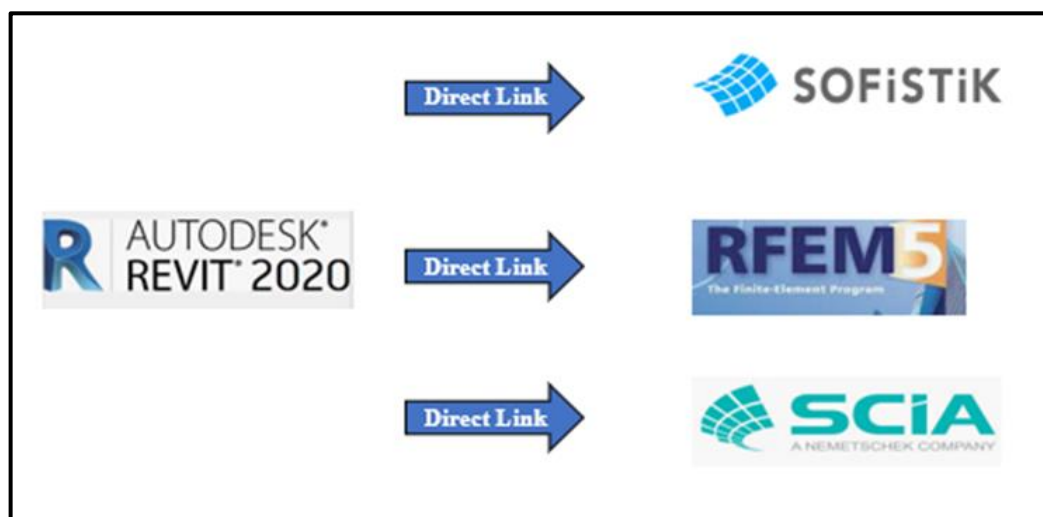 Direct Link
SOFiSTiK
AUTODESK®
REVIT® 2020
Direct Link
RFEM5
The Finite-Element Program
Direct Link
SCiA
A NEMETSCHEK COMPANY